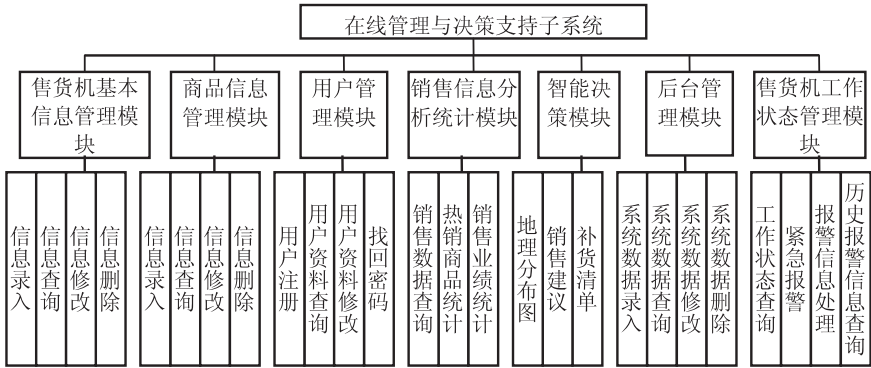 在线管理与决策支持子系统
售货机基本
信息管理模
块
商品信息
管理模块
用户管
理模块
销售信息分
析统计模块
智能决
策模块
后台管
理模块
售货机工作
状态管理模
块
信息录入
信息查询
信息修改
信息删除
信息录入
信息查询
信息修改
信息删除
用户注册
用户资料查询
用户资料修改
找回密码
销售数据查询
热销商品统计
销售业绩统计
地理分布图
销售建议
补货清单
系统数据录入
系统数据查询
系统数据修改
系统数据删除
工作状态查询
紧急报警
报警信息处理
历史报警信息查询